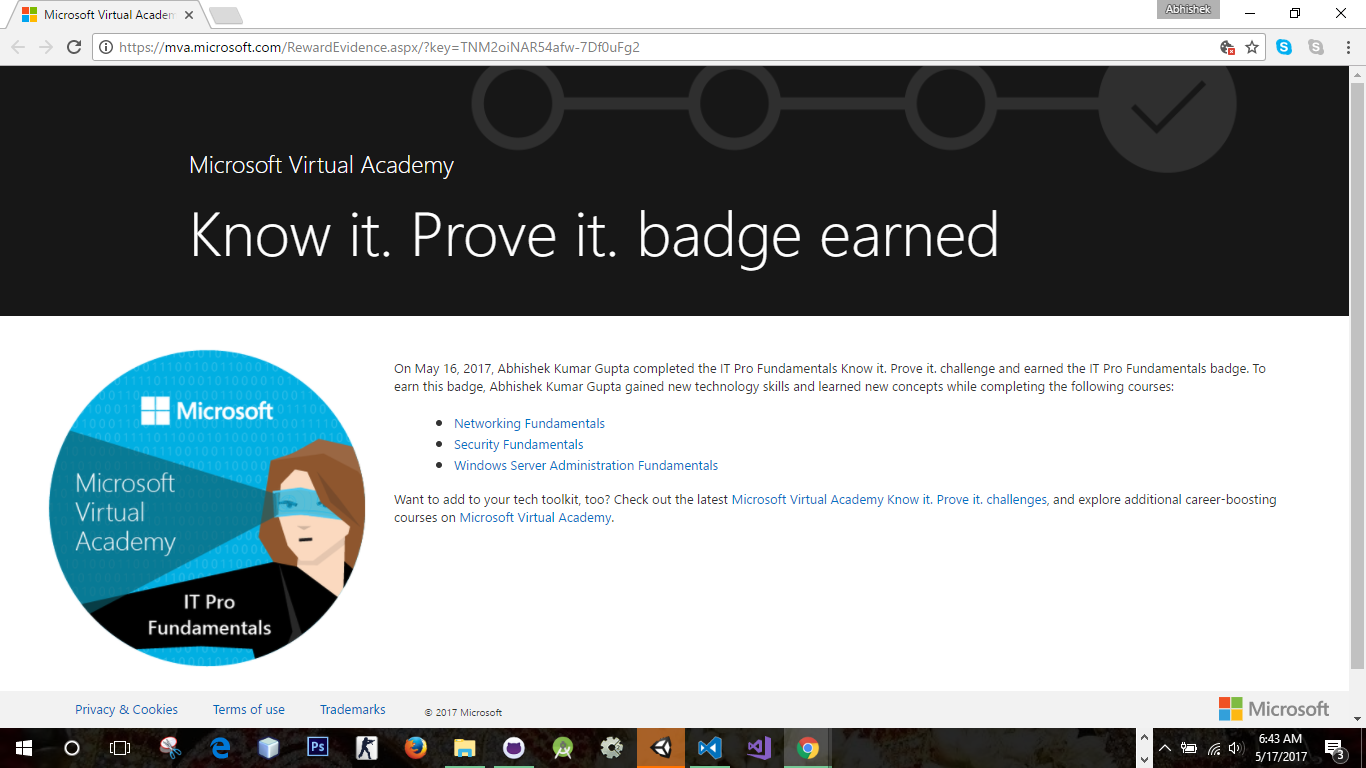 Microsoft Virtual Academ
Abhishek
https://mva.microsoft.com/RewardEvidence.aspx/?key=TNM2oiNAR54afw-7Df0uFg2
Microsoft Virtual Academy
Know it. Prove it. badge earned
Microsoft
Microsoft
Virtual
Academy
IT Pro
Fundamentals
On May 16, 2017, Abhishek Kumar Gupta completed the IT Pro Fundamentals Know it. Prove it. challenge and earned the IT Pro Fundamentals badge. To
earn this badge, Abhishek Kumar Gupta gained new technology skills and learned new concepts while completing the following courses:
Networking Fundamentals
Security Fundamentals
Windows Server Administration Fundamentals
Want to add to your tech toolkit, too? Check out the latest Microsoft Virtual Academy Know it. Prove it. challenges, and explore additional career-boosting
courses on Microsoft Virtual Academy.
Privacy & Cookies Terms of use Trademarks © 2017 Microsoft
Microsoft
Ps
6:43 AM
5/17/2017
3